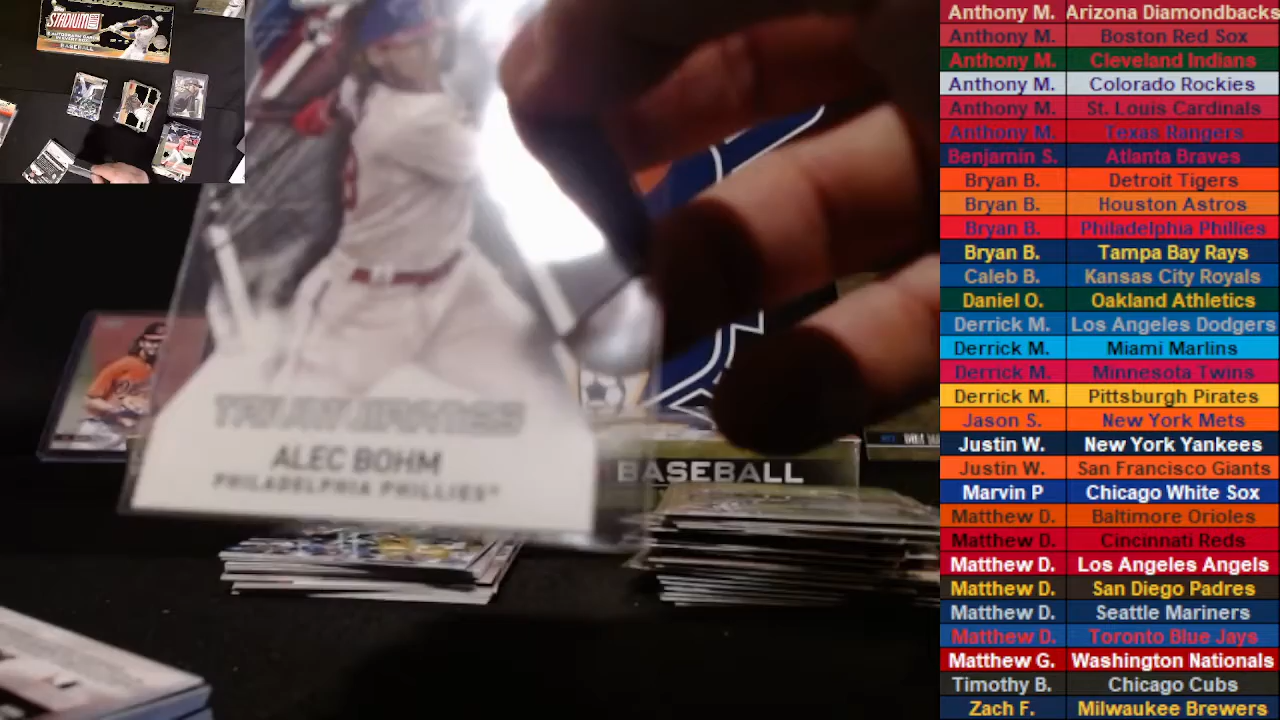 STADIUM
BASEBALL
ALEC BOHM
PHILADELPHIA PHILLIES
BASEBALL
Anthony M. Arizona Diamondbacks
Anthony M. Boston Red Sox
Anthony M. Cleveland Indians
Anthony M. Colorado Rockies
Anthony M. St. Louis Cardinals
Anthony M. Texas Rangers
Benjamin S. Atlanta Braves
Bryan B. Detroit Tigers
Bryan B. Houston Astros
Bryan B. Philadelphia Phillies
Bryan B. Tampa Bay Rays
Caleb B. Kansas City Royals
Daniel O. Oakland Athletics
Derrick M. Los Angeles Dodgers
Derrick M. Miami Marlins
Derrick M. Minnesota Twins
Derrick M. Pittsburgh Pirates
Jason S. New York Mets
Justin W. New York Yankees
Justin W. San Francisco Giants
Marvin P Chicago White Sox
Matthew D. Baltimore Orioles
Matthew D. Cincinnati Reds
Matthew D. Los Angeles Angels
Matthew D. San Diego Padres
Matthew D. Seattle Mariners
Matthew D. Toronto Blue Jays
Matthew G. Washington Nationals
Timothy B. Chicago Cubs
Zach F. Milwaukee Brewers